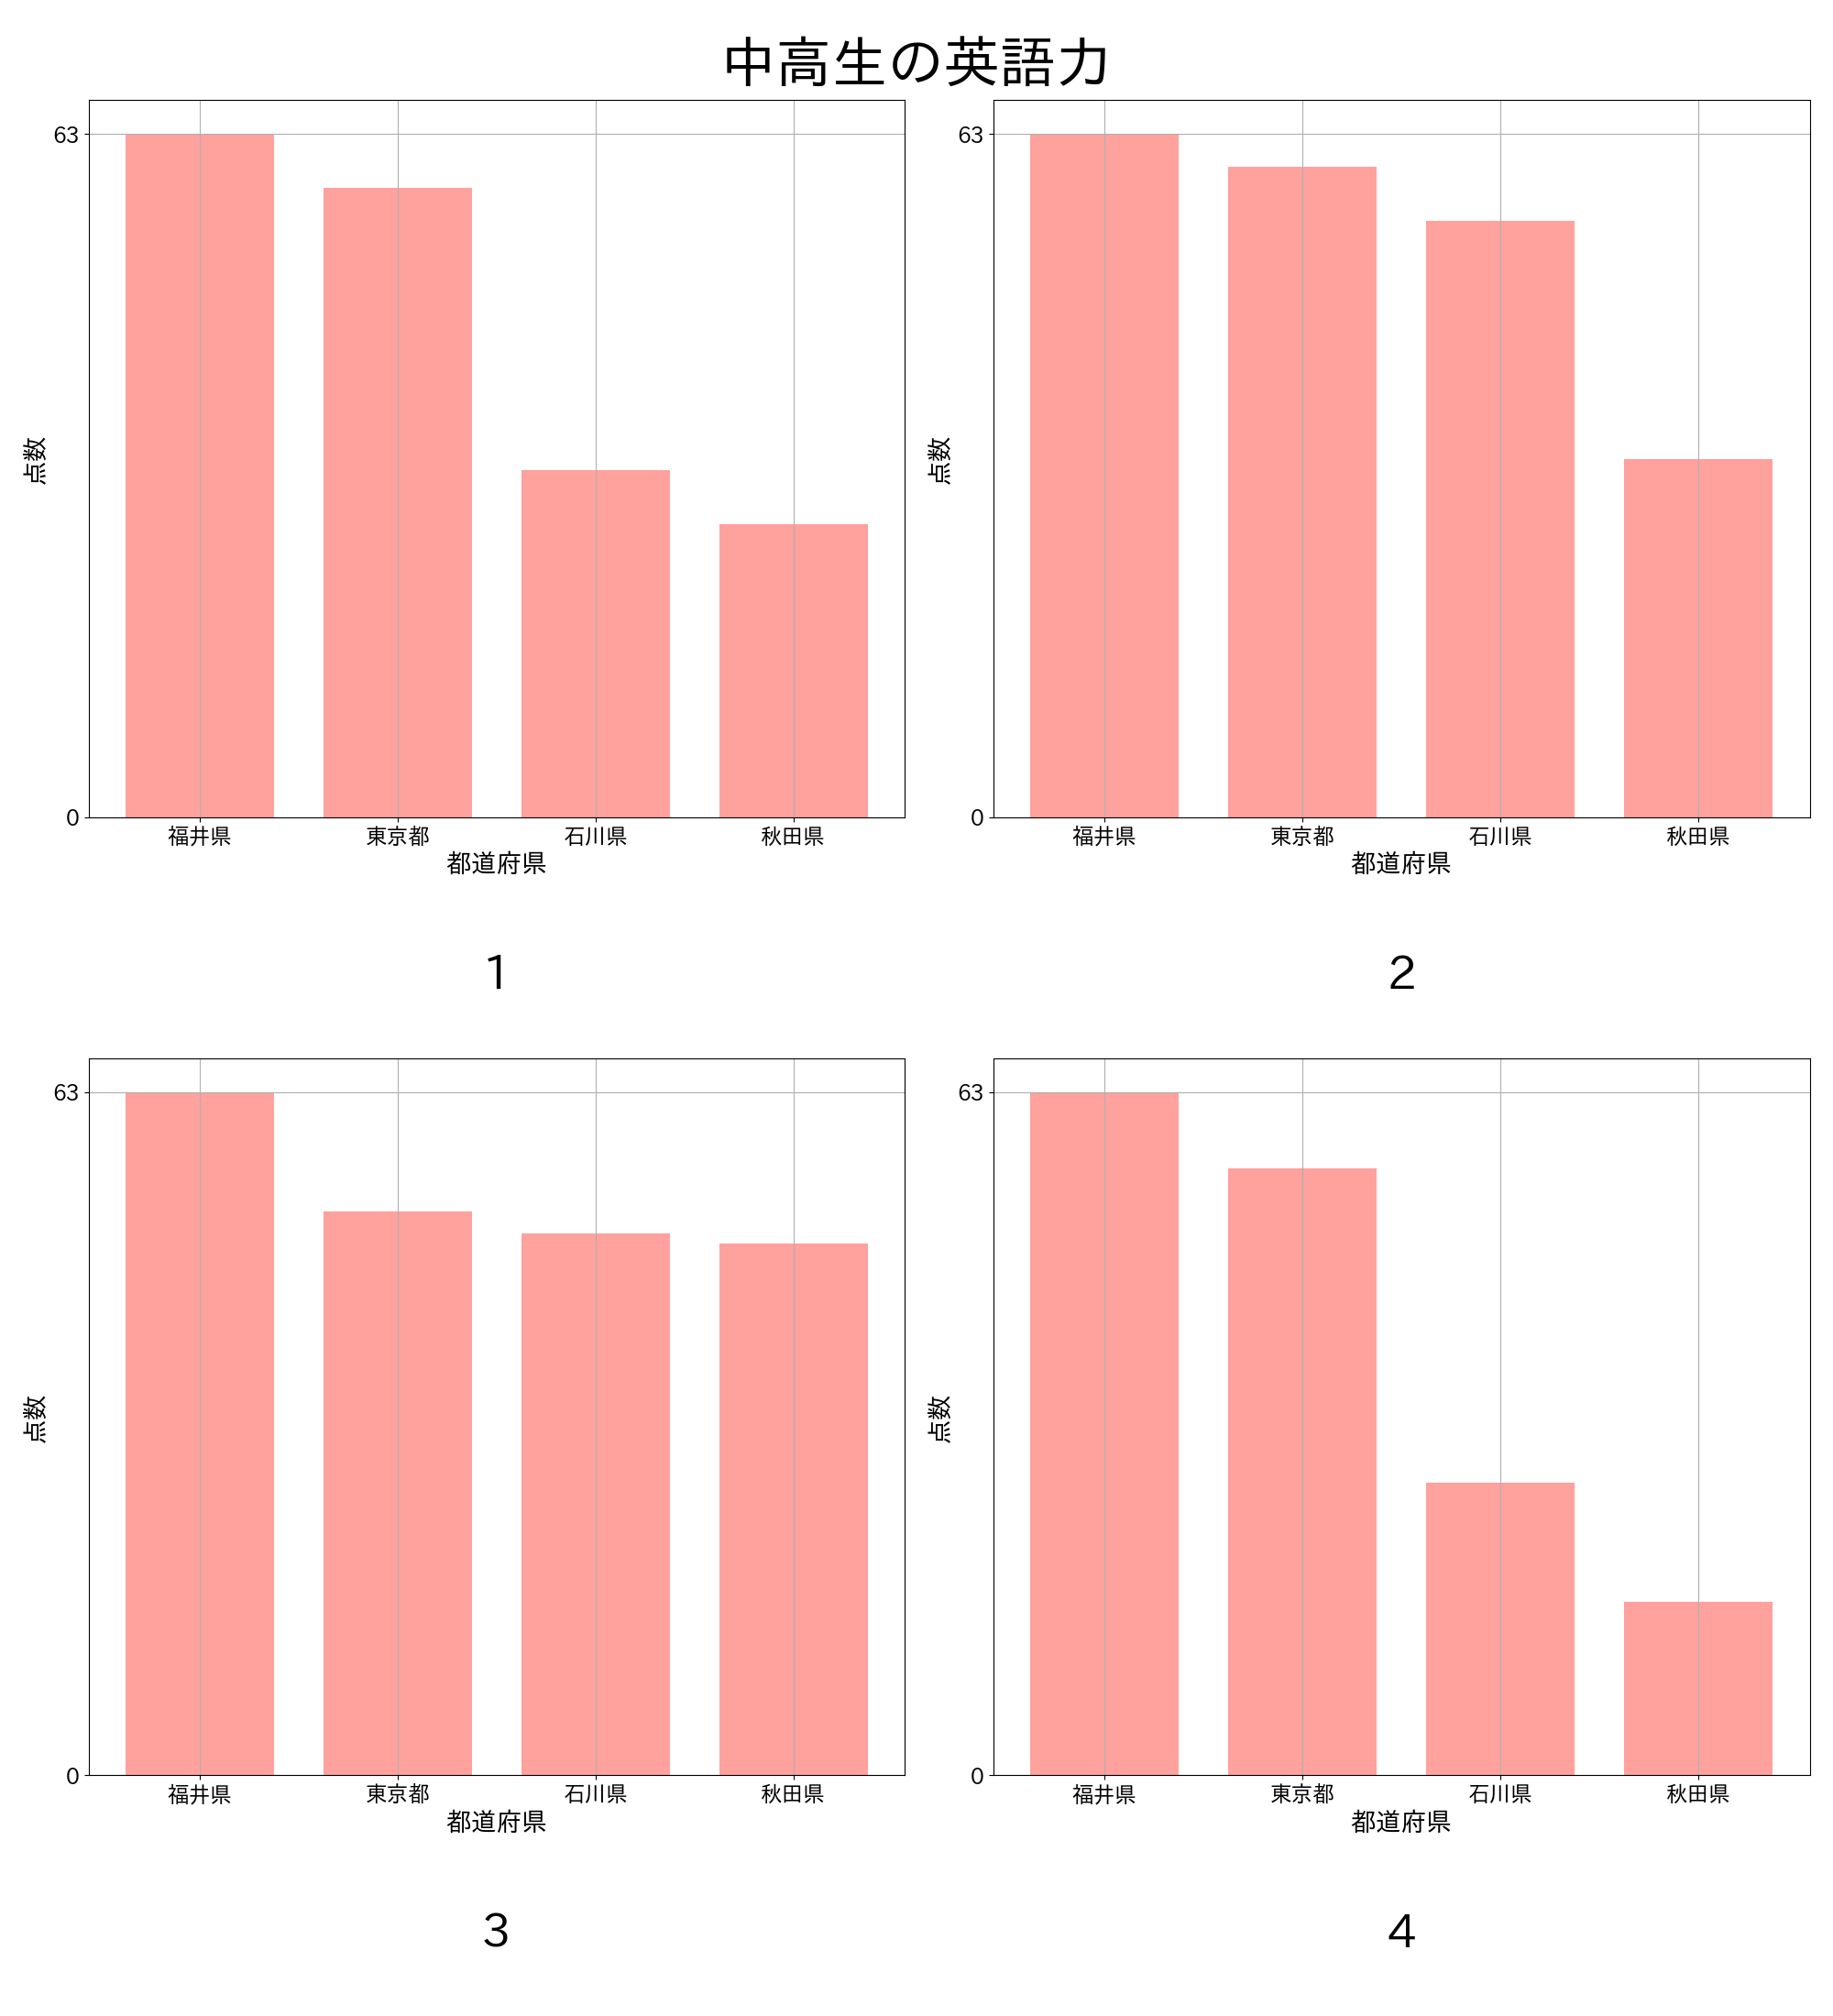 中高生の英語力
63
0
点数
福井県 東京都 石川県 秋田県
都道府県
1
63
0
点数
福井県 東京都 石川県 秋田県
都道府県
2
63
0
点数
福井県 東京都 石川県 秋田県
都道府県
3
63
0
点数
福井県 東京都 石川県 秋田県
都道府県
4